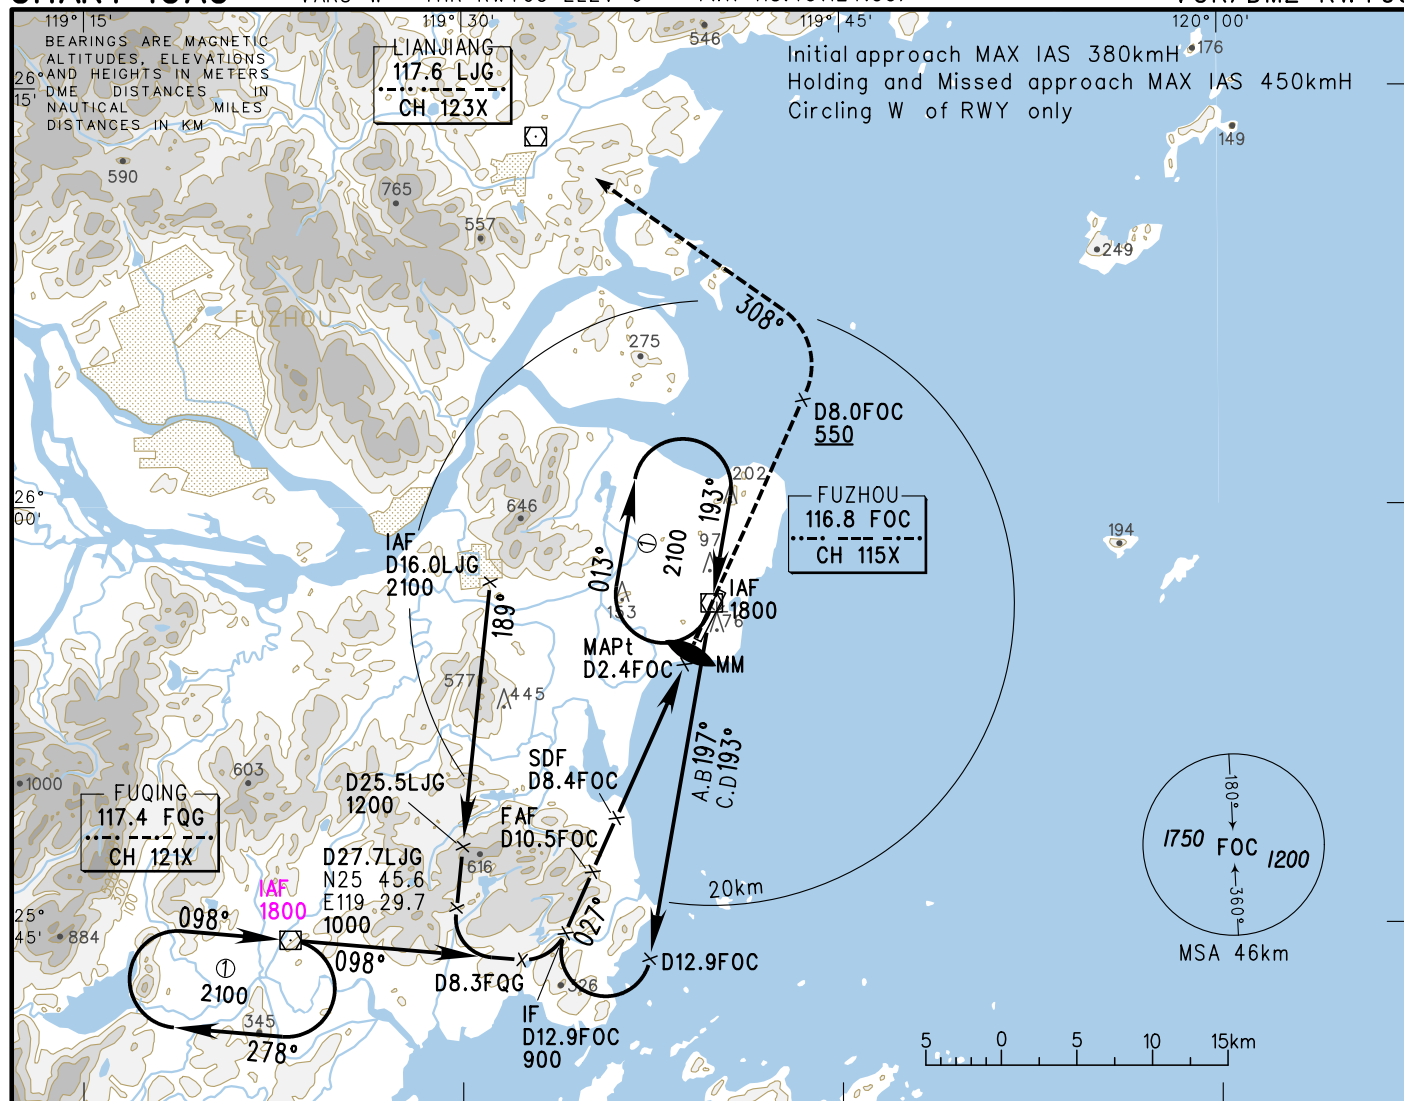 119° 15'
119° 30'
119° 45'
120° 00'
BEARINGS ARE MAGNETIC
ALTITUDES, ELEVATIONS
AND HEIGHTS IN METERS
DME DISTANCES IN
NAUTICAL MILES
DISTANCES IN KM
26°
15'
LIANJIANG
117.6 LJG
CH 123X
Initial approach MAX IAS 380kmH
Holding and Missed approach MAX IAS 450kmH
Circling W of RWY only
546
176
149
590
765
557
249
FUZHOU
308°
275
D8.0FOC
550
202
26°
00'
646
193°
FUZHOU
116.8 FOC
CH 115X
194
IAF
D16.0LJG
2100
013°
1
2100
97
IAF
1800
153
76
189°
MAPt
D2.4FOC
MM
577
445
A.B197°
C.D193°
SDF
D8.4FOC
603
1000
D25.5LJG
1200
FUQING
117.4 FQG
CH 121X
FAF
D10.5FOC
616
D27.7LJG
N25 45.6
E119 29.7
1000
20km
180°
1750
FOC
1200
360°
MSA 46km
IAF
1800
25°
45'
884
098°
098°
027°
D12.9FOC
1
2100
D8.3FQG
326
345
278°
IF
D12.9FOC
900
5 0 5 10 15km